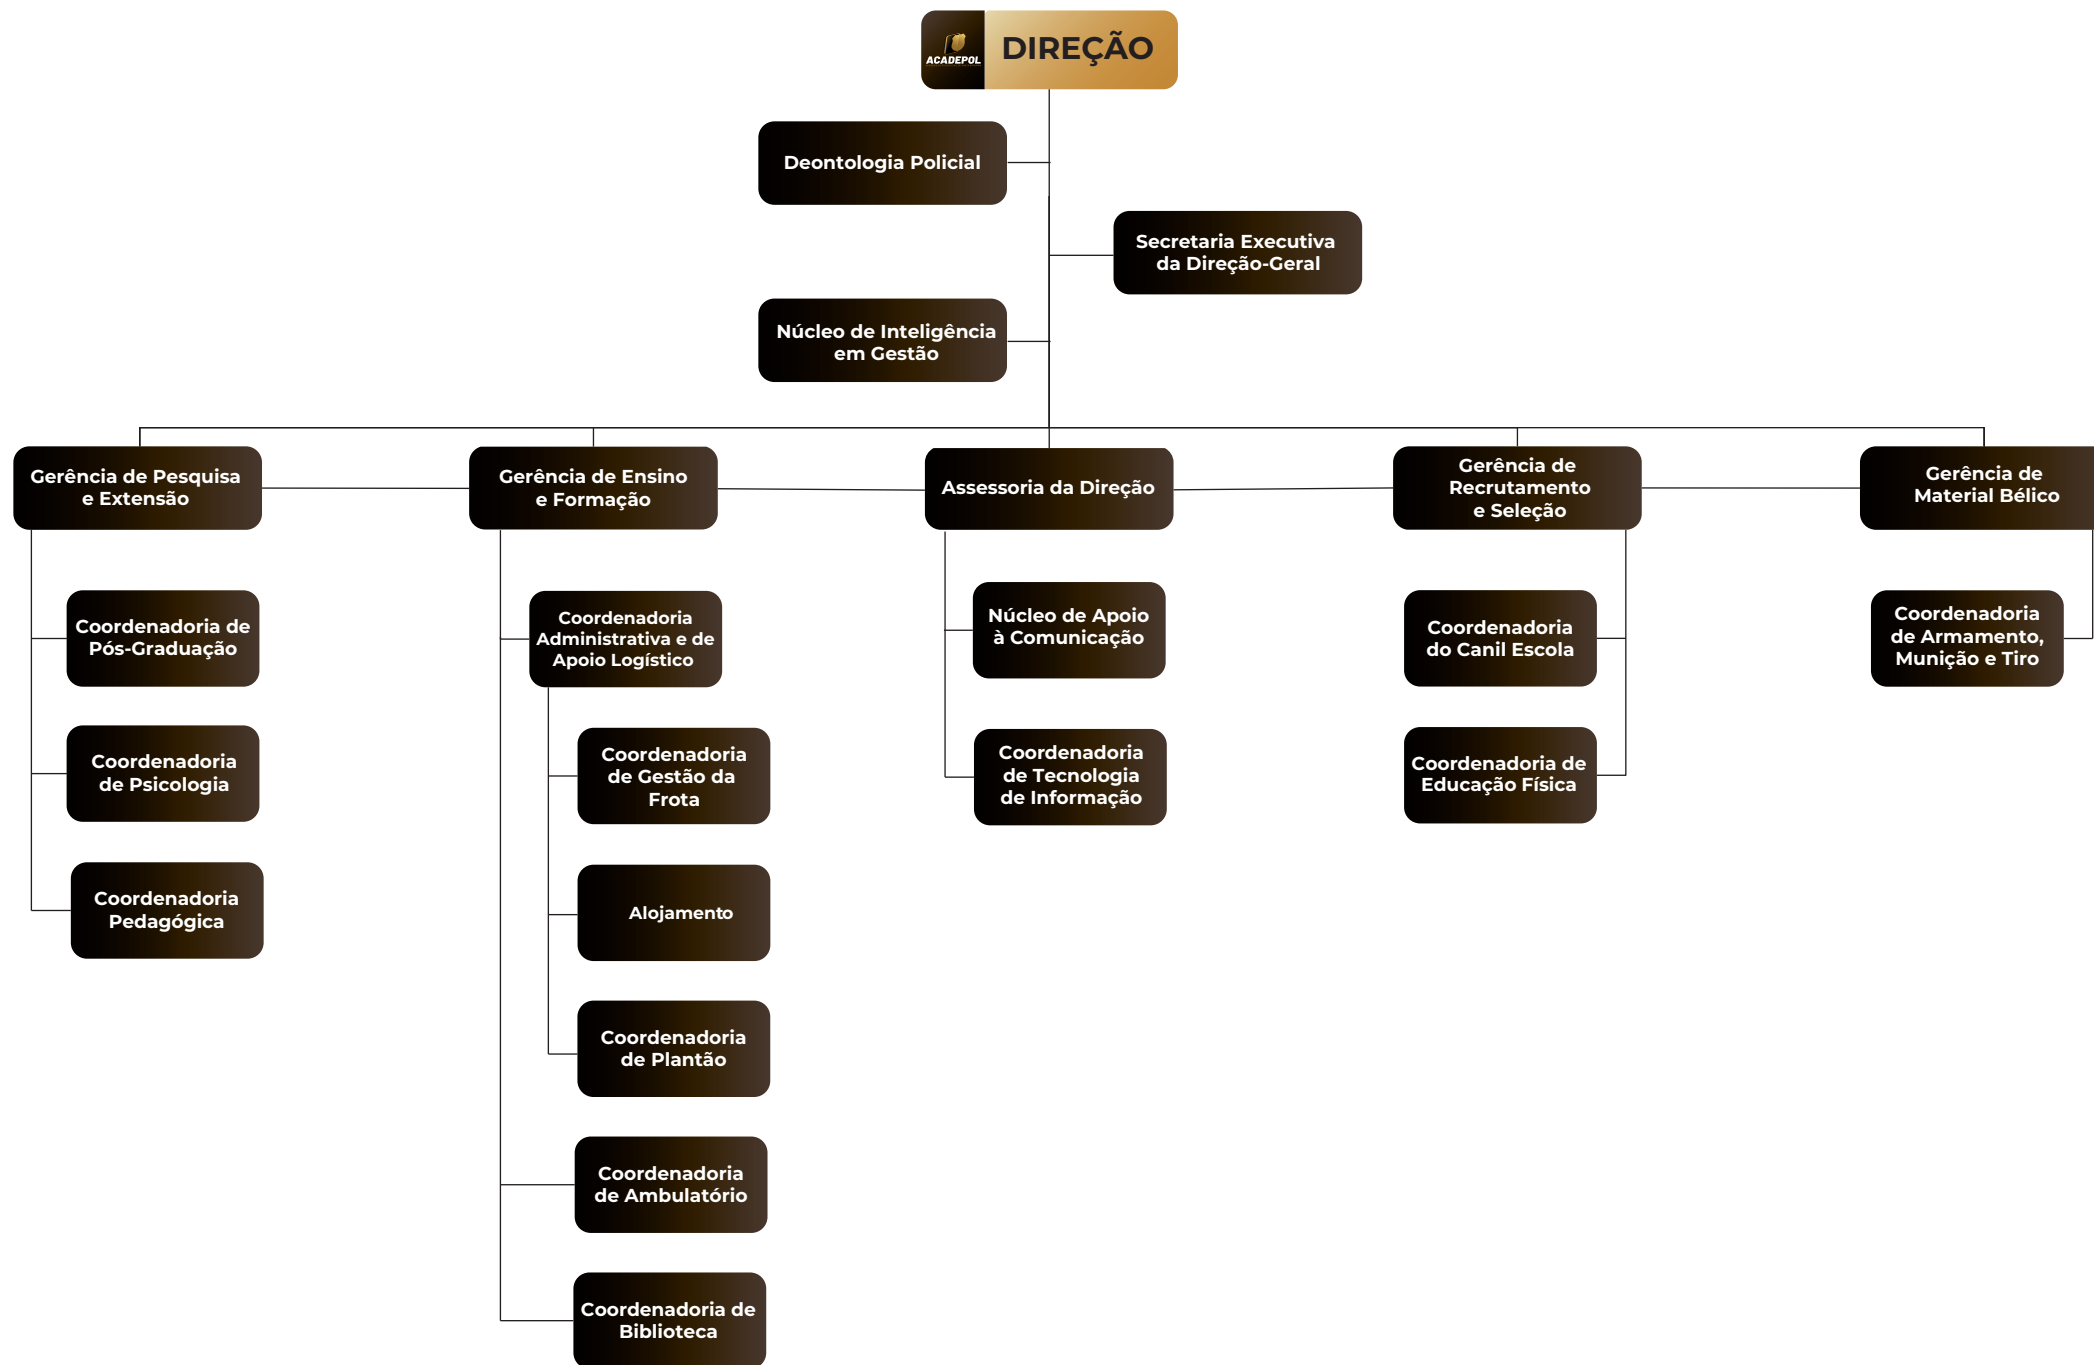 ACADEPOL
DIREÇÃO
Deontologia Policial
Secretaria Executiva
da Direção-Geral
Núcleo de Inteligência
em Gestão
Gerência de Pesquisa
e Extensão
Gerência de Ensino
e Formação
Assessoria da Direção
Gerência de
Recrutamento
e Seleção
Gerência de
Material Bélico
Coordenadoria de
Pós-Graduação
Coordenadoria
de Psicologia
Coordenadoria
Pedagógica
Coordenadoria
Administrativa e de
Apoio Logístico
Coordenadoria
de Gestão da
Frota
Alojamento
Coordenadoria
de Plantão
Coordenadoria
de Ambulatório
Coordenadoria de
Biblioteca
Núcleo de Apoio
à Comunicação
Coordenadoria
de Tecnologia
de Informação
Coordenadoria
do Canil Escola
Coordenadoria de
Educação Física
Coordenadoria
de Armamento,
Munição e Tiro